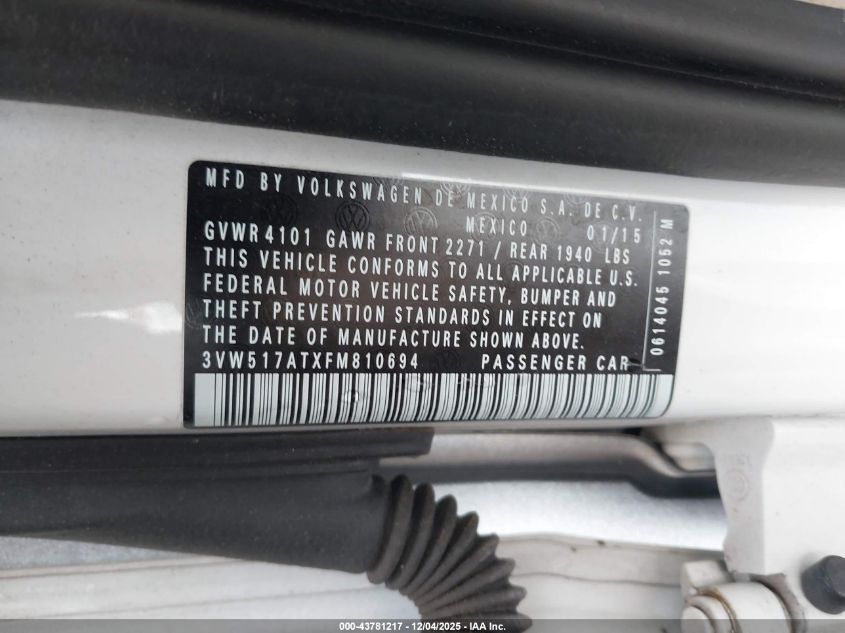 MFD BY VOLKSWAGEN DE MEXICO S.A. DE C.V.
MEXICO 01/15
GVWR 4101 GAWR FRONT 2271 / REAR 1940 LBS
THIS VEHICLE CONFORMS TO ALL APPLICABLE U.S.
FEDERAL MOTOR VEHICLE SAFETY, BUMPER AND
THEFT PREVENTION STANDARDS IN EFFECT ON
THE DATE OF MANUFACTURE SHOWN ABOVE.
3VW517ATXFM810694 PASSENGER CAR
0614045 1052 M
000-43781217 - 12/04/2025 - IAA Inc.